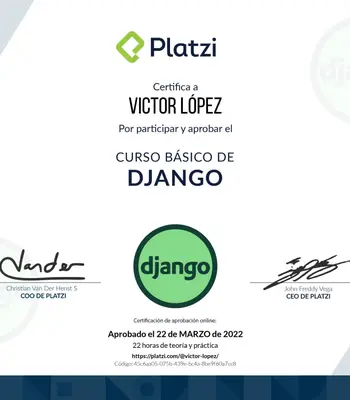 Platzi
Certifica a
VICTOR LÓPEZ
Por participar y aprobar el
CURSO BÁSICO DE
DJANGO
django
Christian Van Der Henst S
COO DE PLATZI
John Freddy Vega
CEO DE PLATZI
Certificación de aprobación online:
Aprobado el 22 de MARZO de 2022
22 horas de teoría y práctica
https://platzi.com/@victor-lopez/